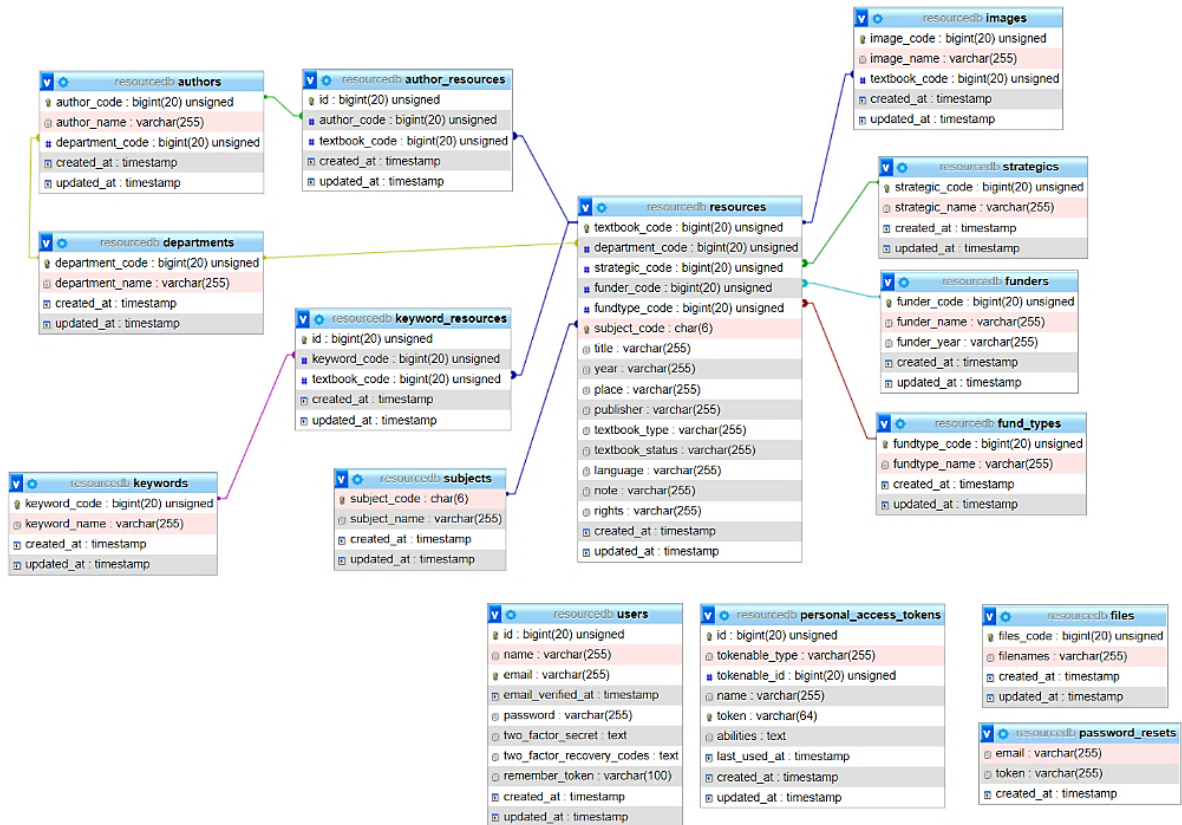 resourcedb authors
author_code : bigint(20) unsigned
author_name : varchar(255)
department_code : bigint(20) unsigned
created_at : timestamp
updated_at : timestamp
resourcedb author_resources
id : bigint(20) unsigned
author_code : bigint(20) unsigned
textbook_code : bigint(20) unsigned
created_at : timestamp
updated_at : timestamp
resourcedb images
image_code : bigint(20) unsigned
image_name : varchar(255)
textbook_code : bigint(20) unsigned
created_at : timestamp
updated_at : timestamp
resourcedb departments
department_code : bigint(20) unsigned
department_name : varchar(255)
created_at : timestamp
updated_at : timestamp
resourcedb resources
textbook_code : bigint(20) unsigned
department_code : bigint(20) unsigned
strategic_code : bigint(20) unsigned
funder_code : bigint(20) unsigned
fundtype_code : bigint(20) unsigned
subject_code : char(6)
title : varchar(255)
year : varchar(255)
place : varchar(255)
publisher : varchar(255)
textbook_type : varchar(255)
textbook_status : varchar(255)
language : varchar(255)
note : varchar(255)
rights : varchar(255)
created_at : timestamp
updated_at : timestamp
resourcedb strategics
strategic_code : bigint(20) unsigned
strategic_name : varchar(255)
created_at : timestamp
updated_at : timestamp
resourcedb funders
funder_code : bigint(20) unsigned
funder_name : varchar(255)
funder_year : varchar(255)
created_at : timestamp
updated_at : timestamp
resourcedb keyword_resources
id : bigint(20) unsigned
keyword_code : bigint(20) unsigned
textbook_code : bigint(20) unsigned
created_at : timestamp
updated_at : timestamp
resourcedb fund_types
fundtype_code : bigint(20) unsigned
fundtype_name : varchar(255)
created_at : timestamp
updated_at : timestamp
resourcedb keywords
keyword_code : bigint(20) unsigned
keyword_name : varchar(255)
created_at : timestamp
updated_at : timestamp
resourcedb subjects
subject_code : char(6)
subject_name : varchar(255)
created_at : timestamp
updated_at : timestamp
resourcedb users
id : bigint(20) unsigned
name : varchar(255)
email : varchar(255)
email_verified_at : timestamp
password : varchar(255)
two_factor_secret : text
two_factor_recovery_codes : text
remember_token : varchar(100)
created_at : timestamp
updated_at : timestamp
resourcedb personal_access_tokens
id : bigint(20) unsigned
tokenable_type : varchar(255)
tokenable_id : bigint(20) unsigned
name : varchar(255)
token : varchar(64)
abilities : text
last_used_at : timestamp
created_at : timestamp
updated_at : timestamp
resourcedb files
files_code : bigint(20) unsigned
filenames : varchar(255)
created_at : timestamp
updated_at : timestamp
resourcedb password_resets
email : varchar(255)
token : varchar(255)
created_at : timestamp